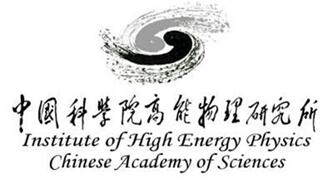 中国科学院高能物理研究所
Institute of High Energy Physics
Chinese Academy of Sciences